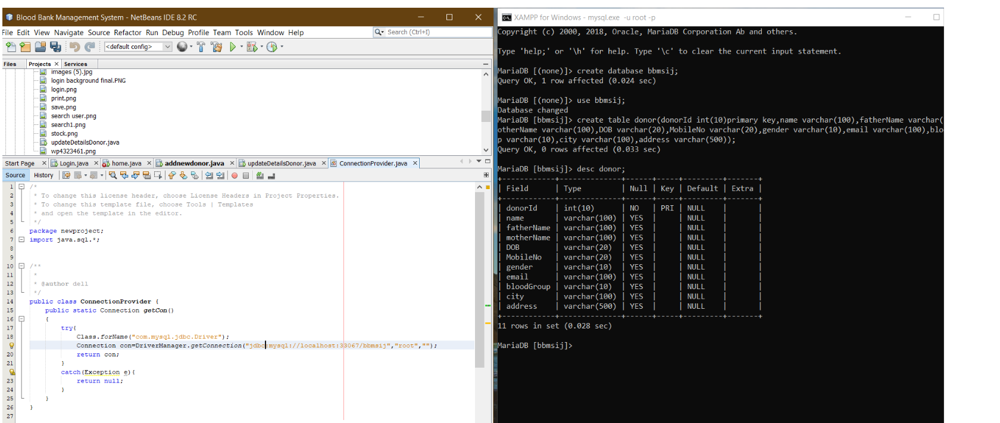 Blood Bank Management System - NetBeans IDE 8.2 RC
File Edit View Navigate Source Refactor Run Debug Profile Team Tools Window Help
Search (Ctrl+I)
<default config>
Files Projects Services
images (5).jpg
login background final.PNG
login.png
print.png
save.png
search user.png
search1.png
stock.png
updateDetailsDonor.java
wp4323461.png
Start Page Login.java home.java addnewdonor.java updateDetailsDonor.java ConnectionProvider.java
Source History
1 /*
2 * To change this license header, choose License Headers in Project Properties.
3 * To change this template file, choose Tools | Templates
4 * and open the template in the editor.
5 */
6 package newproject;
7 import java.sql.*;
8
9
10 /**
11 *
12 * @author dell
13 */
14 public class ConnectionProvider {
15 public static Connection getCon()
16 {
17 try{
18 Class.forName("com.mysql.jdbc.Driver");
Connection con=DriverManager.getConnection("jdbc:mysql://localhost:33067/bbmsij","root","");
20 return con;
21 }
catch(Exception e){
23 return null;
24 }
25 }
26 }
27
XAMPP for Windows - mysql.exe -u root -p
Copyright (c) 2000, 2018, Oracle, MariaDB Corporation Ab and others.
Type 'help;' or '\h' for help. Type '\c' to clear the current input statement.
MariaDB [(none)]> create database bbmsij;
Query OK, 1 row affected (0.024 sec)
MariaDB [(none)]> use bbmsij;
Database changed
MariaDB [bbmsij]> create table donor(donorId int(10)primary key,name varchar(100),fatherName varchar(
otherName varchar(100),DOB varchar(20),MobileNo varchar(20),gender varchar(10),email varchar(100),blo
p varchar(10),city varchar(100),address varchar(500));
Query OK, 0 rows affected (0.033 sec)
MariaDB [bbmsij]> desc donor;
+------------+--------------+------+-----+---------+-------+
| Field | Type | Null | Key | Default | Extra |
+------------+--------------+------+-----+---------+-------+
| donorId | int(10) | NO | PRI | NULL | |
| name | varchar(100) | YES | | NULL | |
| fatherName | varchar(100) | YES | | NULL | |
| motherName | varchar(100) | YES | | NULL | |
| DOB | varchar(20) | YES | | NULL | |
| MobileNo | varchar(20) | YES | | NULL | |
| gender | varchar(10) | YES | | NULL | |
| email | varchar(100) | YES | | NULL | |
| bloodGroup | varchar(10) | YES | | NULL | |
| city | varchar(100) | YES | | NULL | |
| address | varchar(500) | YES | | NULL | |
+------------+--------------+------+-----+---------+-------+
11 rows in set (0.028 sec)
MariaDB [bbmsij]>